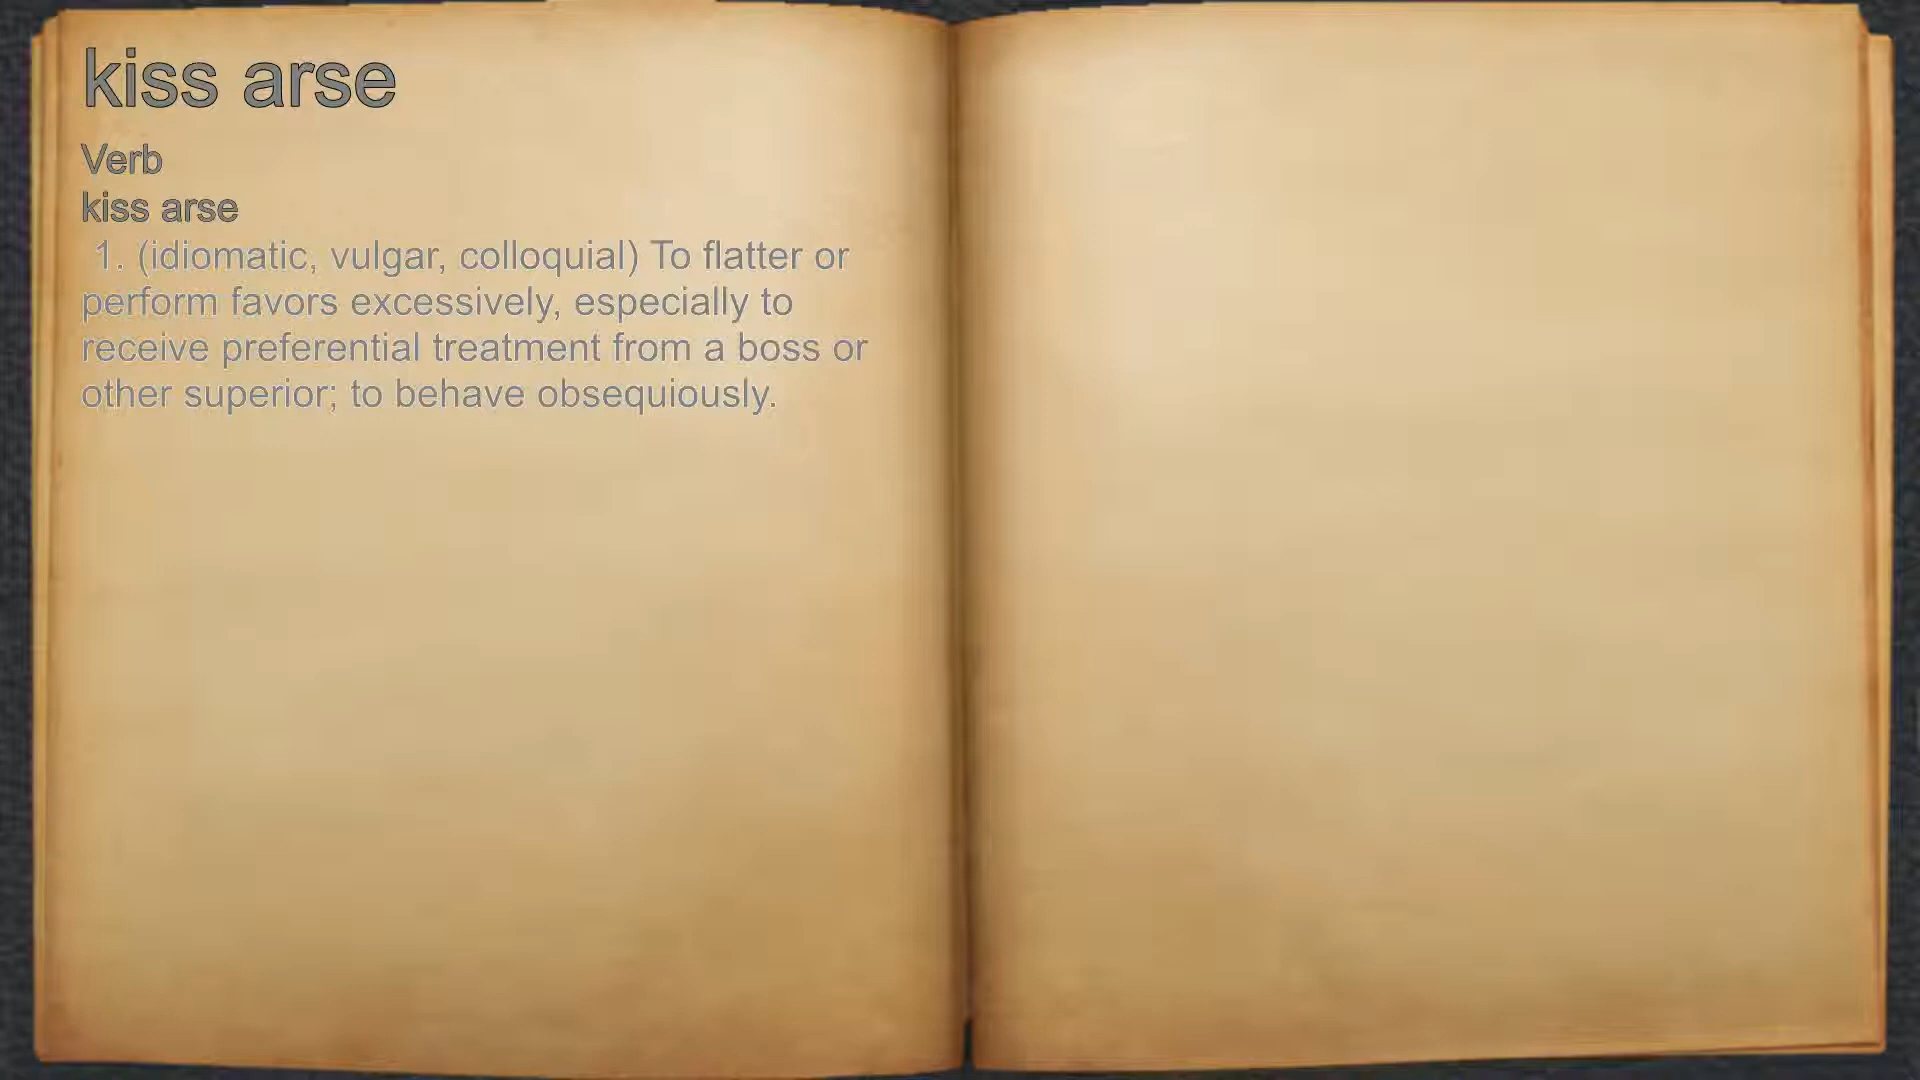 kiss arse
Verb
kiss arse
1. (idiomatic, vulgar, colloquial) To flatter or
perform favors excessively, especially to
receive preferential treatment from a boss or
other superior; to behave obsequiously.